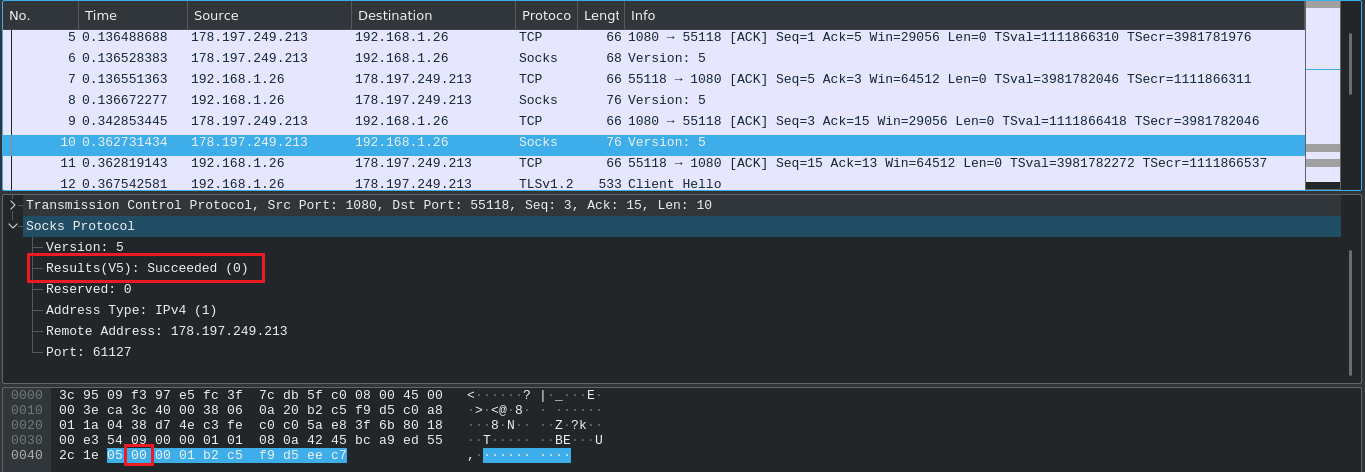 No. Time Source Destination Protoco Lengt Info
5 0.136488688 178.197.249.213 192.168.1.26 TCP 66 1080 → 55118 [ACK] Seq=1 Ack=5 Win=29056 Len=0 TSval=1111866310 TSecr=3981781976
6 0.136528383 178.197.249.213 192.168.1.26 Socks 68 Version: 5
7 0.136551363 192.168.1.26 178.197.249.213 TCP 66 55118 → 1080 [ACK] Seq=5 Ack=3 Win=64512 Len=0 TSval=3981782046 TSecr=1111866311
8 0.136672277 192.168.1.26 178.197.249.213 Socks 76 Version: 5
9 0.342853445 178.197.249.213 192.168.1.26 TCP 66 1080 → 55118 [ACK] Seq=3 Ack=15 Win=29056 Len=0 TSval=1111866418 TSecr=3981782046
10 0.362731434 178.197.249.213 192.168.1.26 Socks 76 Version: 5
11 0.362819143 192.168.1.26 178.197.249.213 TCP 66 55118 → 1080 [ACK] Seq=15 Ack=13 Win=64512 Len=0 TSval=3981782272 TSecr=1111866537
12 0.367542581 192.168.1.26 178.197.249.213 TLSv1.2 533 Client Hello
Transmission Control Protocol, Src Port: 1080, Dst Port: 55118, Seq: 3, Ack: 15, Len: 10
Socks Protocol
Version: 5
Results(V5): Succeeded (0)
Reserved: 0
Address Type: IPv4 (1)
Remote Address: 178.197.249.213
Port: 61127
0000 3c 95 09 f3 97 e5 fc 3f 7c db 5f c0 08 00 45 00 <······? |·_···E·
0010 00 3e ca 3c 40 00 38 06 0a 20 b2 c5 f9 d5 c0 a8 ·>·<@·8· · ······
0020 01 1a 04 38 d7 4e c3 fe c0 c0 5a e8 3f 6b 80 18 ···8·N·· ··Z·?k··
0030 00 e3 54 09 00 00 01 01 08 0a 42 45 bc a9 ed 55 ··T····· ··BE···U
0040 2c 1e 05 00 00 01 b2 c5 f9 d5 ee c7 ,······· ····